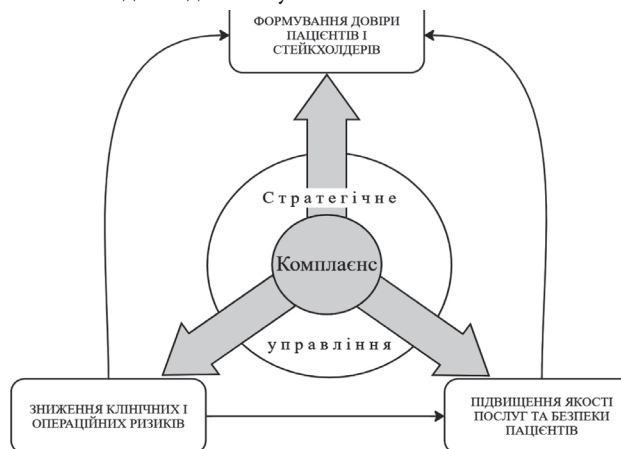 ФОРМУВАННЯ ДОВІРИ
ПАЦІЄНТІВ І
СТЕЙКХОЛДЕРІВ
Стратегічне
Комплаєнс
управління
ЗНИЖЕННЯ КЛІНІЧНИХ І
ОПЕРАЦІЙНИХ РИЗИКІВ
ПІДВИЩЕННЯ ЯКОСТІ
ПОСЛУГ ТА БЕЗПЕКИ
ПАЦІЄНТІВ